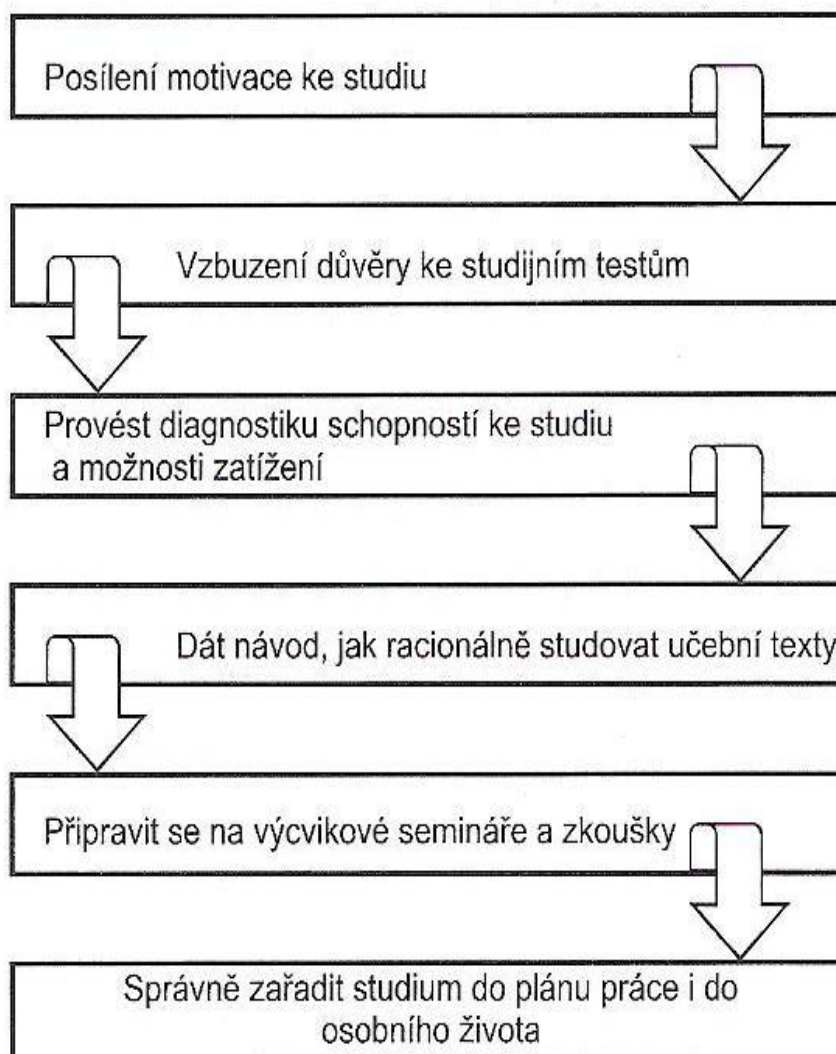 Posílení motivace ke studiu
Vzbuzení důvěry ke studijním testům
Provést diagnostiku schopností ke studiu
a možnosti zatížení
Dát návod, jak racionálně studovat učební texty
Připravit se na výcvikové semináře a zkoušky
Správně zařadit studium do plánu práce i do
osobního života